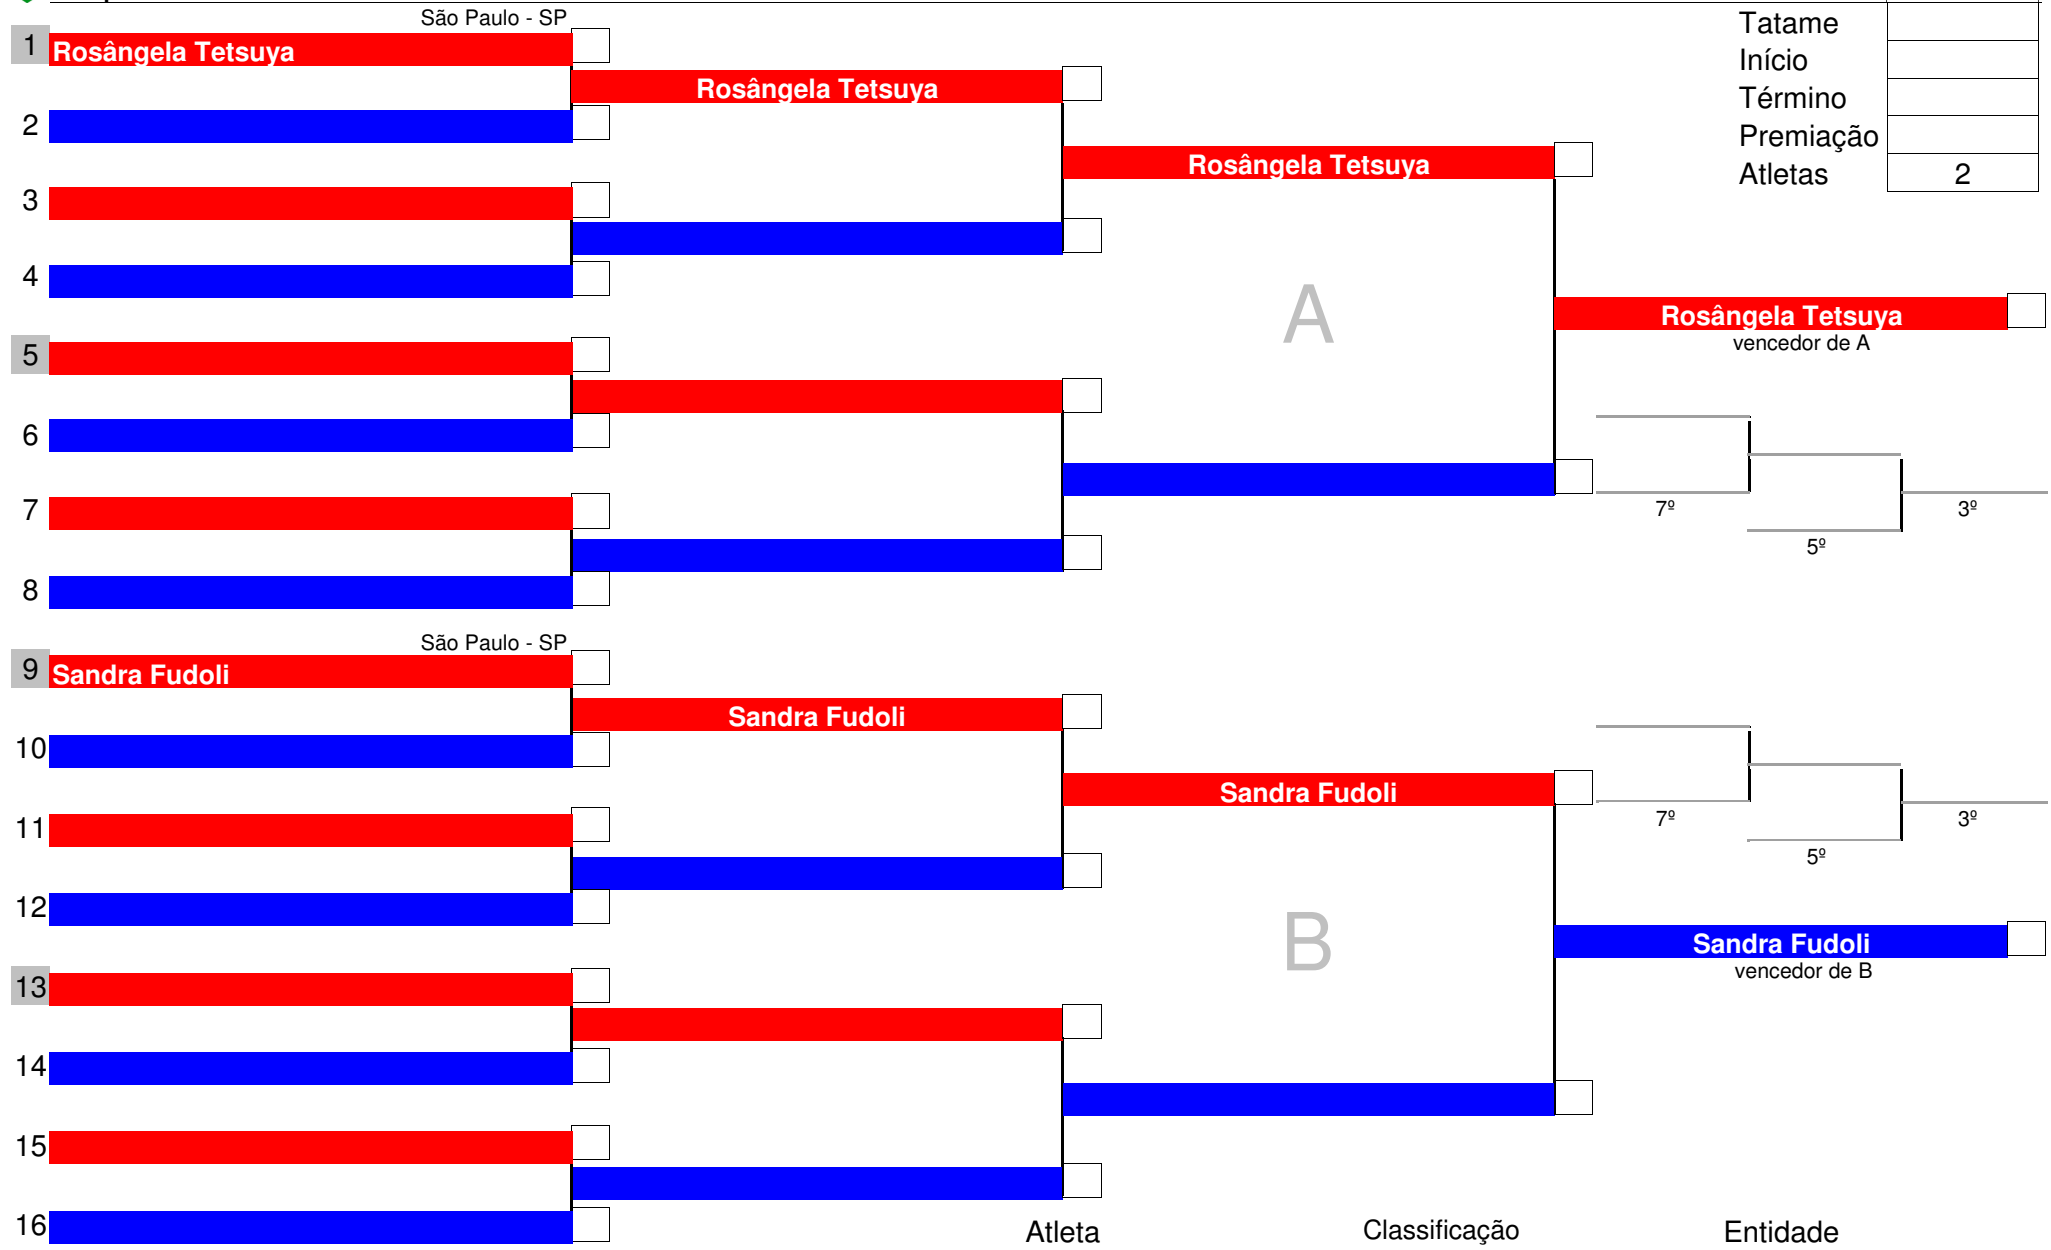 São Paulo - SP
1 Rosângela Tetsuya
Rosângela Tetsuya
2
Rosângela Tetsuya
3
4
Rosângela Tetsuya
vencedor de A
A
5
6
7
8
7º
5º
3º
Tatame
Início
Término
Premiação
Atletas 2
São Paulo - SP
9 Sandra Fudoli
Sandra Fudoli
10
Sandra Fudoli
11
12
B
Sandra Fudoli
vencedor de B
13
14
15
16
7º
5º
3º
Atleta Classificação Entidade